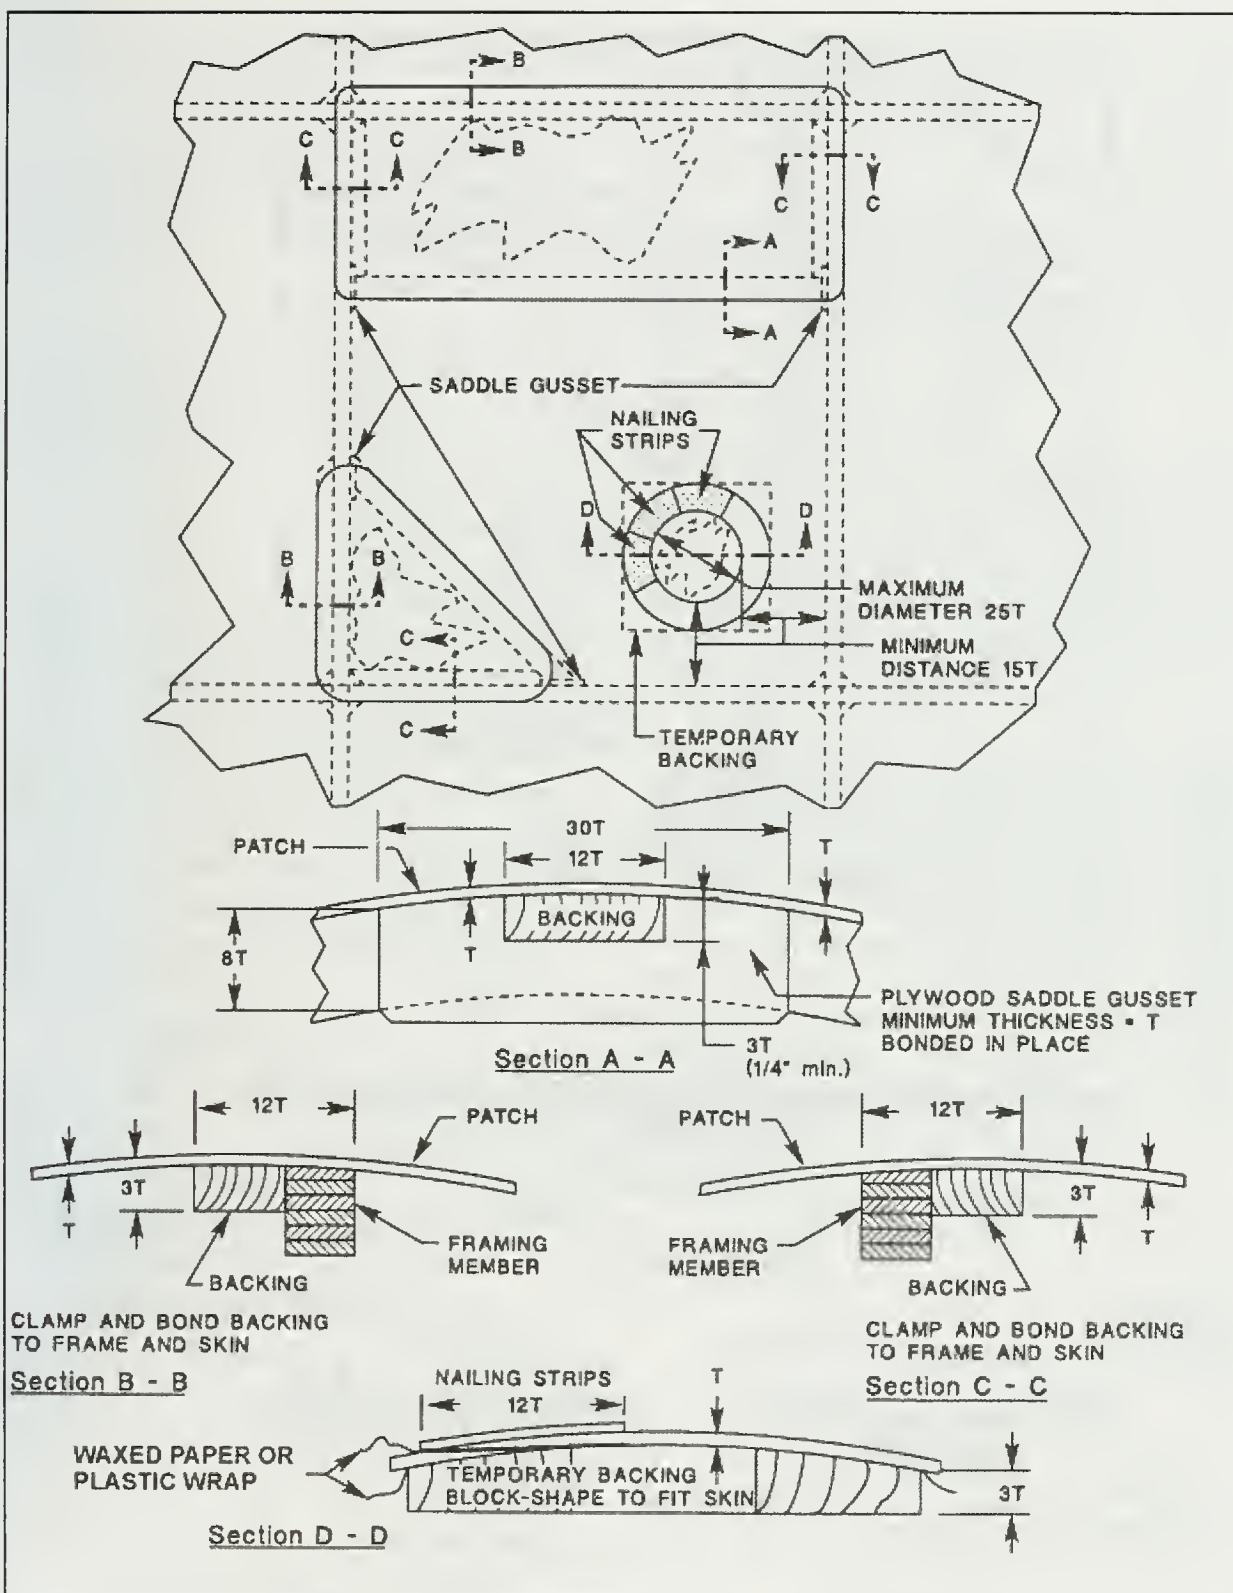 B
B
C
C
C
C
A
A
SADDLE GUSSET
NAILING
STRIPS
D
D
B
B
MAXIMUM
DIAMETER 25T
C
MINIMUM
DISTANCE 15T
C
TEMPORARY
BACKING
30T
PATCH
12T
T
BACKING
8T
T
PLYWOOD SADDLE GUSSET
MINIMUM THICKNESS = T
BONDED IN PLACE
3T
(1/4" min.)
Section A - A
12T
PATCH
3T
T
FRAMING
MEMBER
BACKING
CLAMP AND BOND BACKING
TO FRAME AND SKIN
Section B - B
12T
PATCH
3T
T
FRAMING
MEMBER
BACKING
CLAMP AND BOND BACKING
TO FRAME AND SKIN
Section C - C
NAILING STRIPS
12T
T
WAXED PAPER OR
PLASTIC WRAP
TEMPORARY BACKING
BLOCK-SHAPE TO FIT SKIN
3T
Section D - D